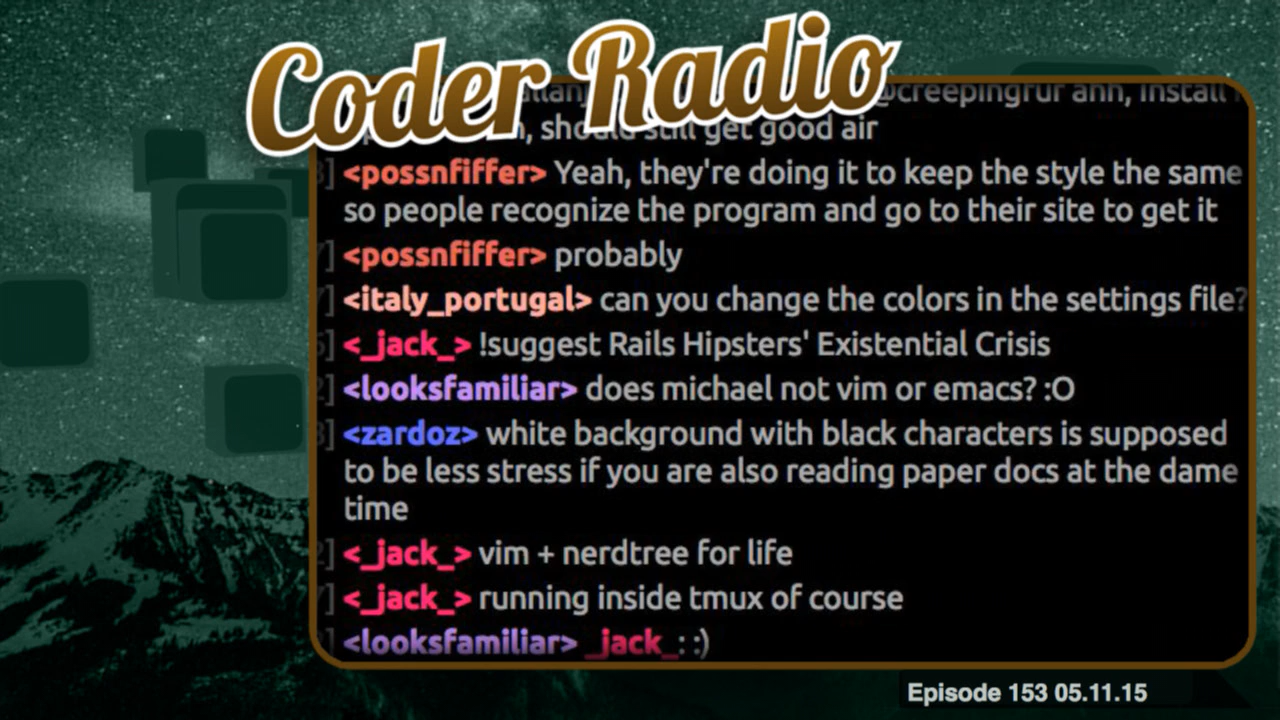 Coder Radio
@creepingfur ahh, install
should still get good air
<possnfiffer> Yeah, they're doing it to keep the style the same
so people recognize the program and go to their site to get it
<possnfiffer> probably
<italy_portugal> can you change the colors in the settings file?
<_jack_> !suggest Rails Hipsters' Existential Crisis
<looksfamiliar> does michael not vim or emacs? :O
<zardoz> white background with black characters is supposed
to be less stress if you are also reading paper docs at the dame
time
<_jack_> vim + nerdtree for life
<_jack_> running inside tmux of course
<looksfamiliar> _jack_: :)
Episode 153 05.11.15